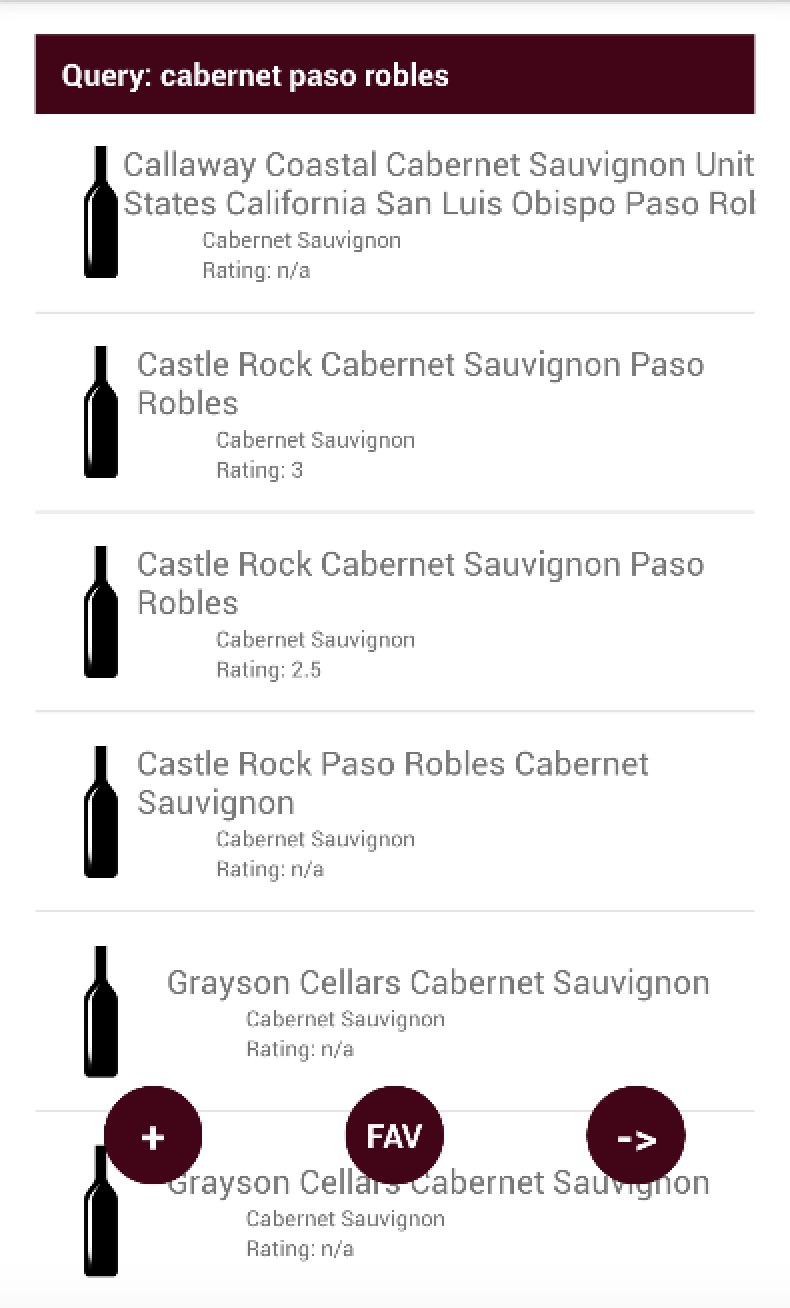 Query: cabernet paso robles
Callaway Coastal Cabernet Sauvignon Unit
States California San Luis Obispo Paso Rob
Cabernet Sauvignon
Rating: n/a
Castle Rock Cabernet Sauvignon Paso
Robles
Cabernet Sauvignon
Rating: 3
Castle Rock Cabernet Sauvignon Paso
Robles
Cabernet Sauvignon
Rating: 2.5
Castle Rock Paso Robles Cabernet
Sauvignon
Cabernet Sauvignon
Rating: n/a
Grayson Cellars Cabernet Sauvignon
Cabernet Sauvignon
Rating: n/a
+ FAV ->
Grayson Cellars Cabernet Sauvignon
Cabernet Sauvignon
Rating: n/a